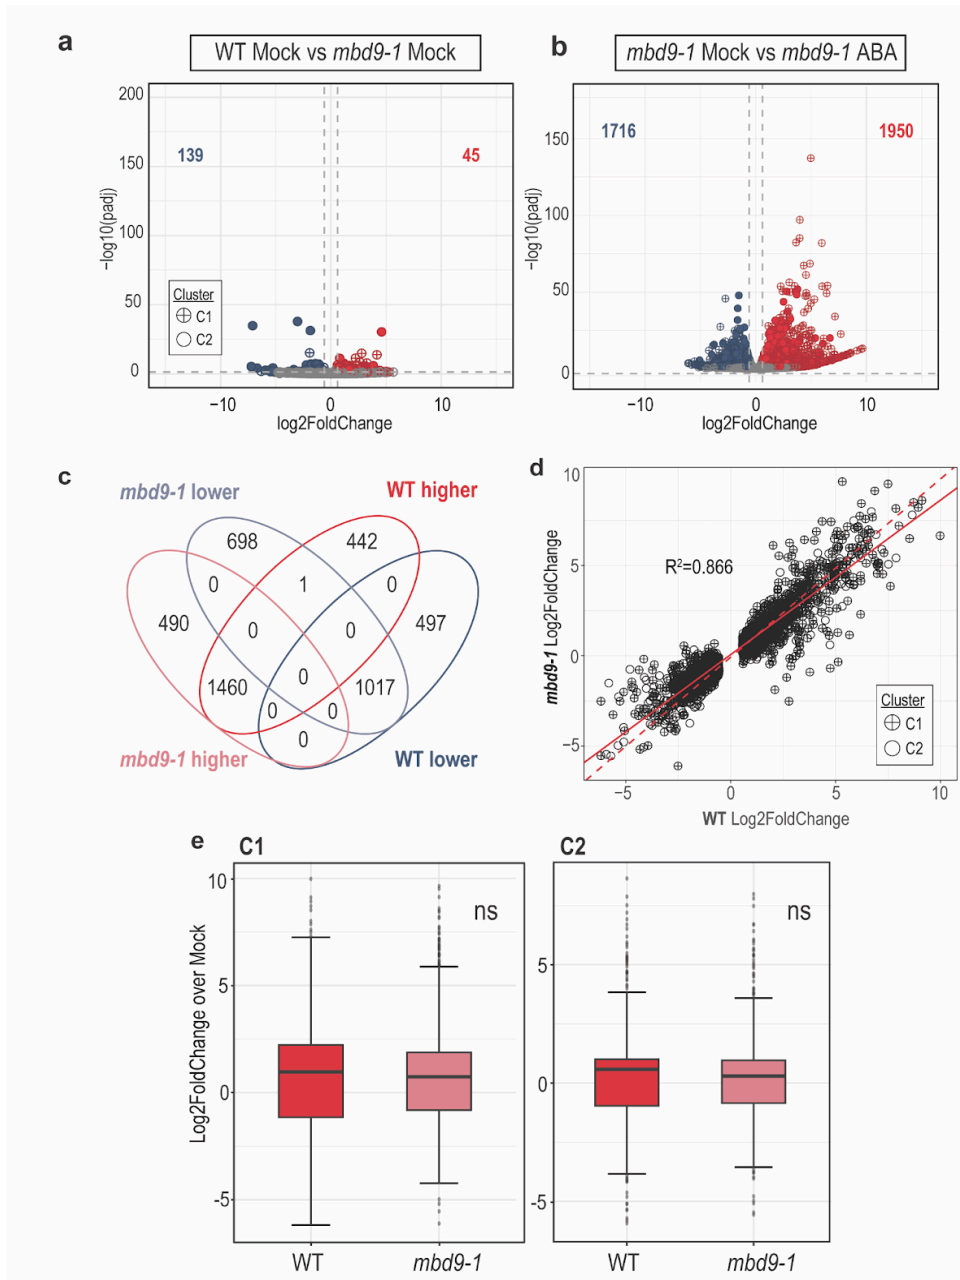 a
WT Mock vs mbd9-1 Mock
200
150
100
50
0
−log10(padj)
139
45
Cluster
C1
C2
−10
0
10
log2FoldChange
b
mbd9-1 Mock vs mbd9-1 ABA
150
100
50
0
−log10(padj)
1716
1950
−10
0
10
log2FoldChange
c
mbd9-1 lower
WT higher
698
442
0
1
0
490
0
0
497
1460
0
1017
0
0
0
mbd9-1 higher
WT lower
d
10
5
0
−5
mbd9-1 Log2FoldChange
R²=0.866
Cluster
C1
C2
−5
0
5
10
WT Log2FoldChange
e
C1
10
5
0
-5
Log2FoldChange over Mock
ns
WT
mbd9-1
C2
5
0
-5
ns
WT
mbd9-1